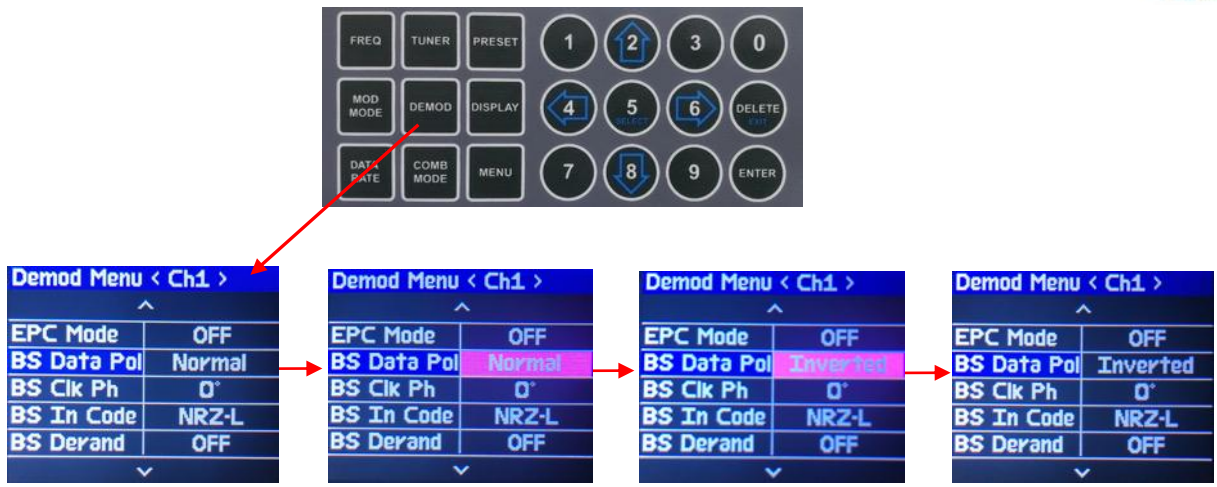 FREQ TUNER PRESET 1 2 3 0
MOD MODE DEMOD DISPLAY 4 5 SELECT 6 DELETE EXIT
DATA RATE COMB MODE MENU 7 8 9 ENTER
Demod Menu < Ch1 >
EPC Mode OFF
BS Data Pol Normal
BS Clk Ph 0°
BS In Code NRZ-L
BS Derand OFF
Demod Menu < Ch1 >
EPC Mode OFF
BS Data Pol Normal
BS Clk Ph 0°
BS In Code NRZ-L
BS Derand OFF
Demod Menu < Ch1 >
EPC Mode OFF
BS Data Pol Inverted
BS Clk Ph 0°
BS In Code NRZ-L
BS Derand OFF
Demod Menu < Ch1 >
EPC Mode OFF
BS Data Pol Inverted
BS Clk Ph 0°
BS In Code NRZ-L
BS Derand OFF